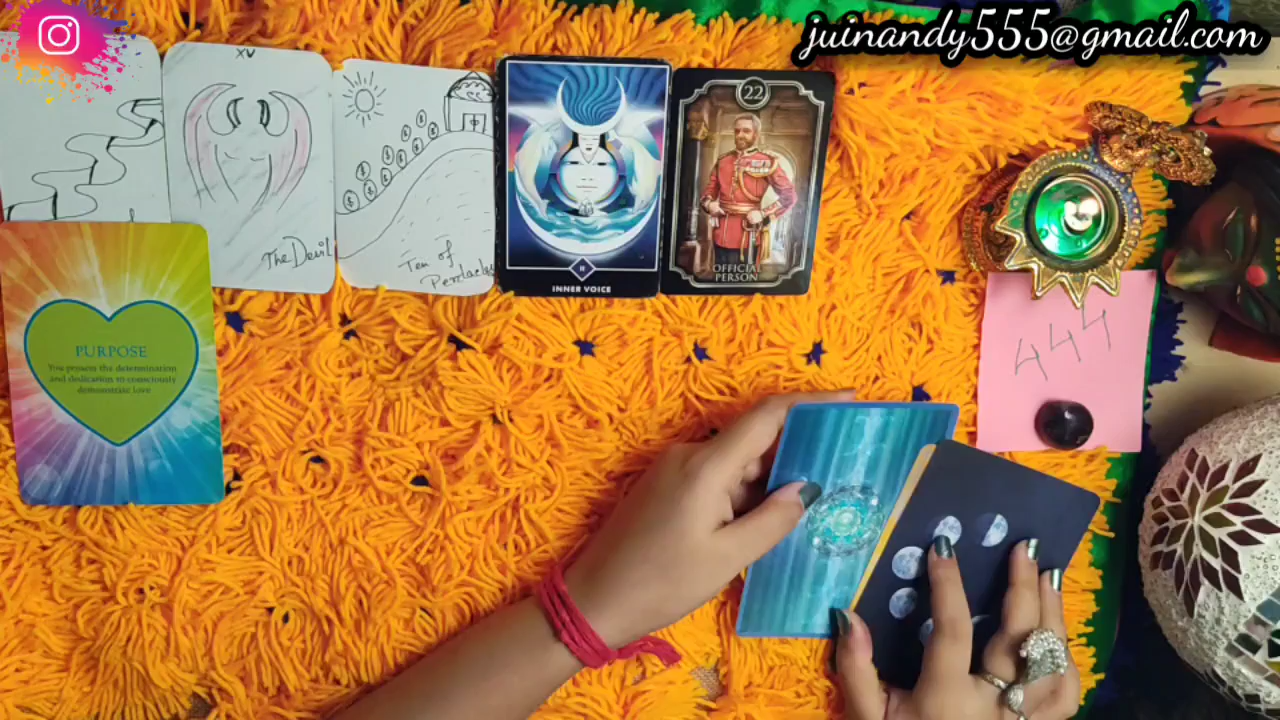 juinandy555@gmail.com
XV
The Devil
Ten of
Pentacles
II
INNER VOICE
22
OFFICIAL
PERSON
PURPOSE
You possess the determination
and dedication to consciously
demonstrate love
444